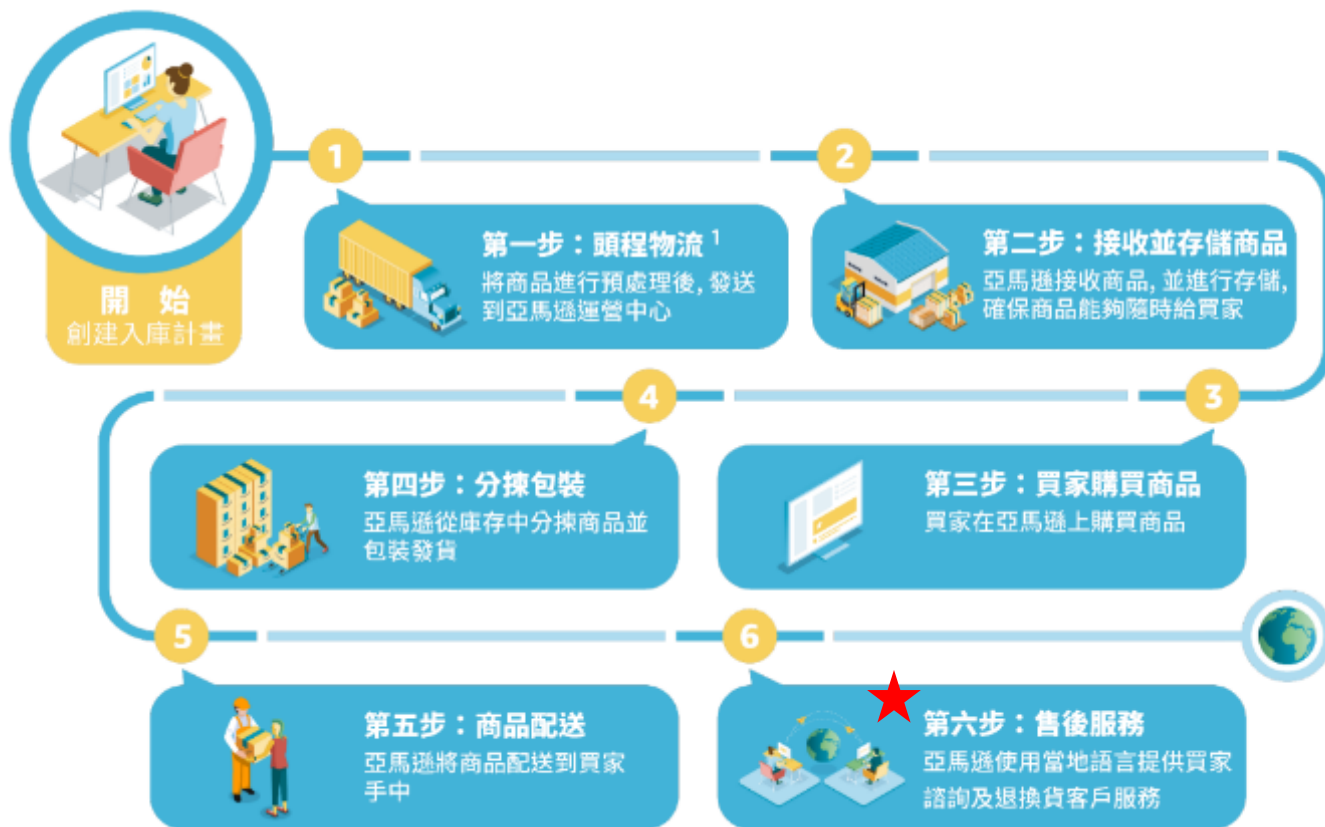 開 始
創建入庫計畫
1
第一步：頭程物流 1
將商品進行預處理後, 發送
到亞馬遜運營中心
2
第二步：接收並存儲商品
亞馬遜接收商品, 並進行存儲,
確保商品能夠隨時給買家
3
第三步：買家購買商品
買家在亞馬遜上購買商品
4
第四步：分揀包裝
亞馬遜從庫存中分揀商品並
包裝發貨
5
第五步：商品配送
亞馬遜將商品配送到買家
手中
6
第六步：售後服務
亞馬遜使用當地語言提供買家
諮詢及退換貨客戶服務